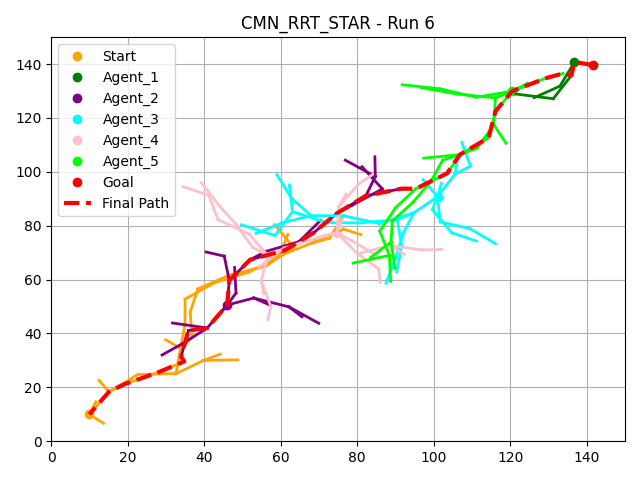 CMN_RRT_STAR - Run 6
Start
Agent_1
Agent_2
Agent_3
Agent_4
Agent_5
Goal
Final Path
140
120
100
80
60
40
20
0
0 20 40 60 80 100 120 140